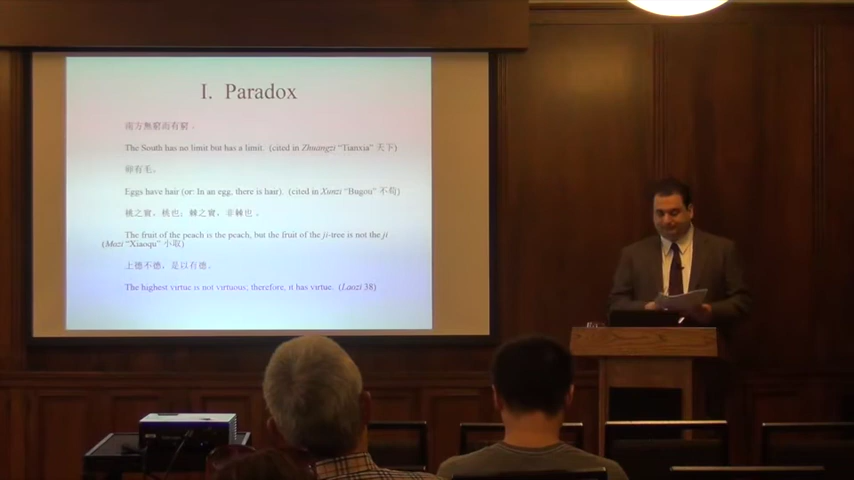 I. Paradox
南方無窮而有窮。
The South has no limit but has a limit. (cited in Zhuangzi “Tianxia” 天下)
卵有毛。
Eggs have hair (or: In an egg, there is hair). (cited in Xunzi “Bugou” 不苟)
桃之實，桃也；棘之實，非棘也。
The fruit of the peach is the peach, but the fruit of the ji-tree is not the ji
(Mozi “Xiaoqu” 小取)
上德不德，是以有德。
The highest virtue is not virtuous; therefore, it has virtue. (Laozi 38)